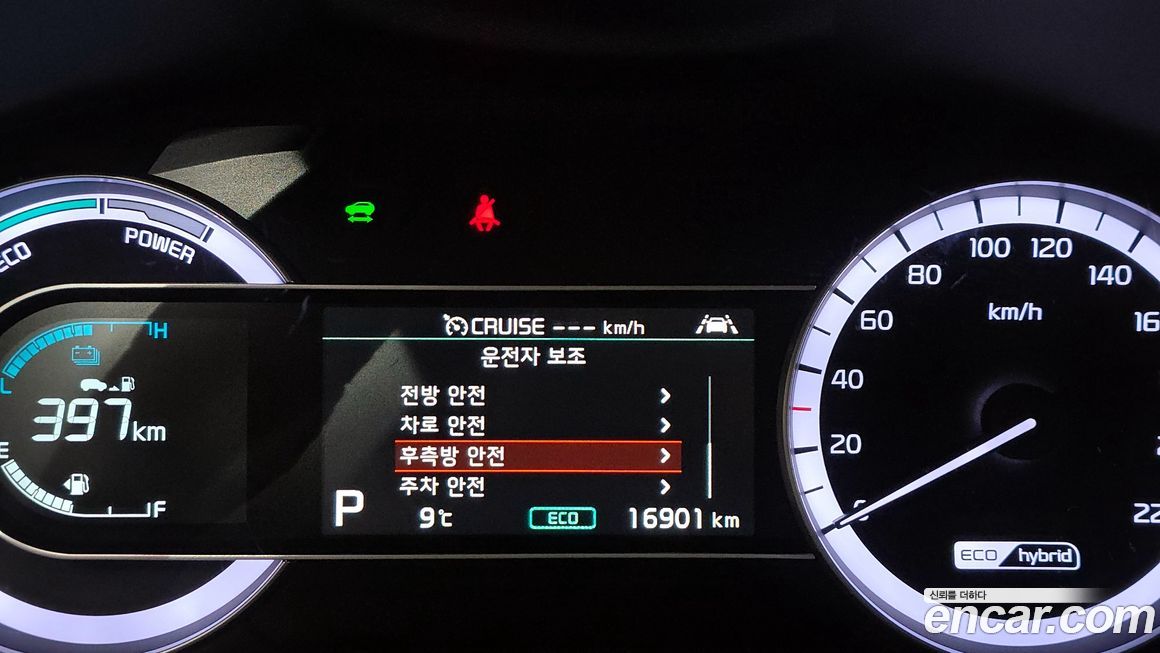 ECO
POWER
H
L
397km
E
F
CRUISE --- km/h
운전자 보조
전방 안전
차로 안전
후측방 안전
주차 안전
P
9℃
ECO
16901 km
0
20
40
60
80
100
120
140
km/h
ECO hybrid
신뢰를 더하다
encar.com